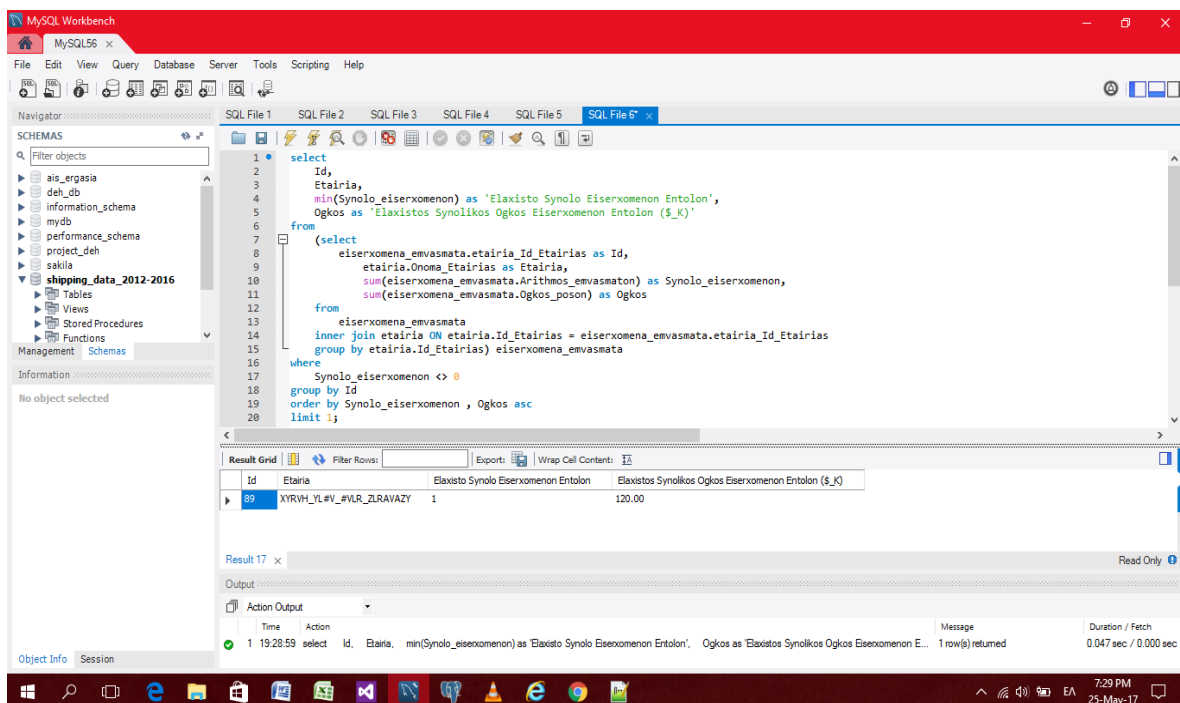 MySQL Workbench
MySQL56
File Edit View Query Database Server Tools Scripting Help
Navigator
SCHEMAS
Filter objects
ais_ergasia
deh_db
information_schema
mydb
performance_schema
project_deh
sakila
shipping_data_2012-2016
Tables
Views
Stored Procedures
Functions
Management Schemas
Information
No object selected
Object Info Session
SQL File 1 SQL File 2 SQL File 3 SQL File 4 SQL File 5 SQL File 6*
1 select
2 Id,
3 Etairia,
4 min(Synolo_eiserxomenon) as 'Elaxisto Synolo Eiserxomenon Entolon',
5 Ogkos as 'Elaxistos Synolikos Ogkos Eiserxomenon Entolon ($_K)'
6 from
7 (select
8 eiserxomena_emvasmata.etairia_Id_Etairias as Id,
9 etairia.Onoma_Etairias as Etairia,
10 sum(eiserxomena_emvasmata.Arithmos_emvasmaton) as Synolo_eiserxomenon,
11 sum(eiserxomena_emvasmata.Ogkos_poson) as Ogkos
12 from
13 eiserxomena_emvasmata
14 inner join etairia ON etairia.Id_Etairias = eiserxomena_emvasmata.etairia_Id_Etairias
15 group by etairia.Id_Etairias) eiserxomena_emvasmata
16 where
17 Synolo_eiserxomenon <> 0
18 group by Id
19 order by Synolo_eiserxomenon , Ogkos asc
20 limit 1;
Result Grid Filter Rows: Export: Wrap Cell Content:
Id Etairia Elaxisto Synolo Eiserxomenon Entolon Elaxistos Synolikos Ogkos Eiserxomenon Entolon ($_K)
89 XYRVH_YL#V_#VLR_ZLRAVAZY 1 120.00
Result 17 Read Only
Output
Action Output
Time Action Message Duration / Fetch
1 19:28:59 select Id, Etairia, min(Synolo_eiserxomenon) as 'Elaxisto Synolo Eiserxomenon Entolon', Ogkos as 'Elaxistos Synolikos Ogkos Eiserxomenon E... 1 row(s) returned 0.047 sec / 0.000 sec
ΕΛ 7:29 PM
25-May-17